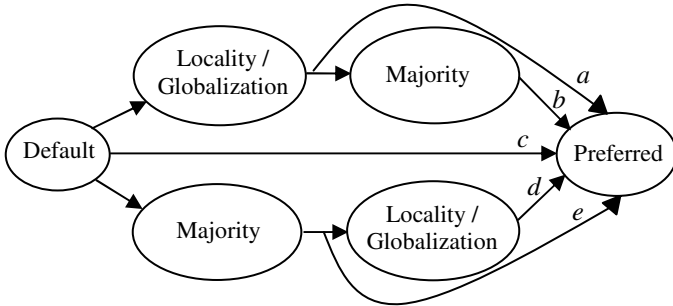 Locality /
Globalization
Majority
a
b
Default
c
Preferred
d
Majority
Locality /
Globalization
e